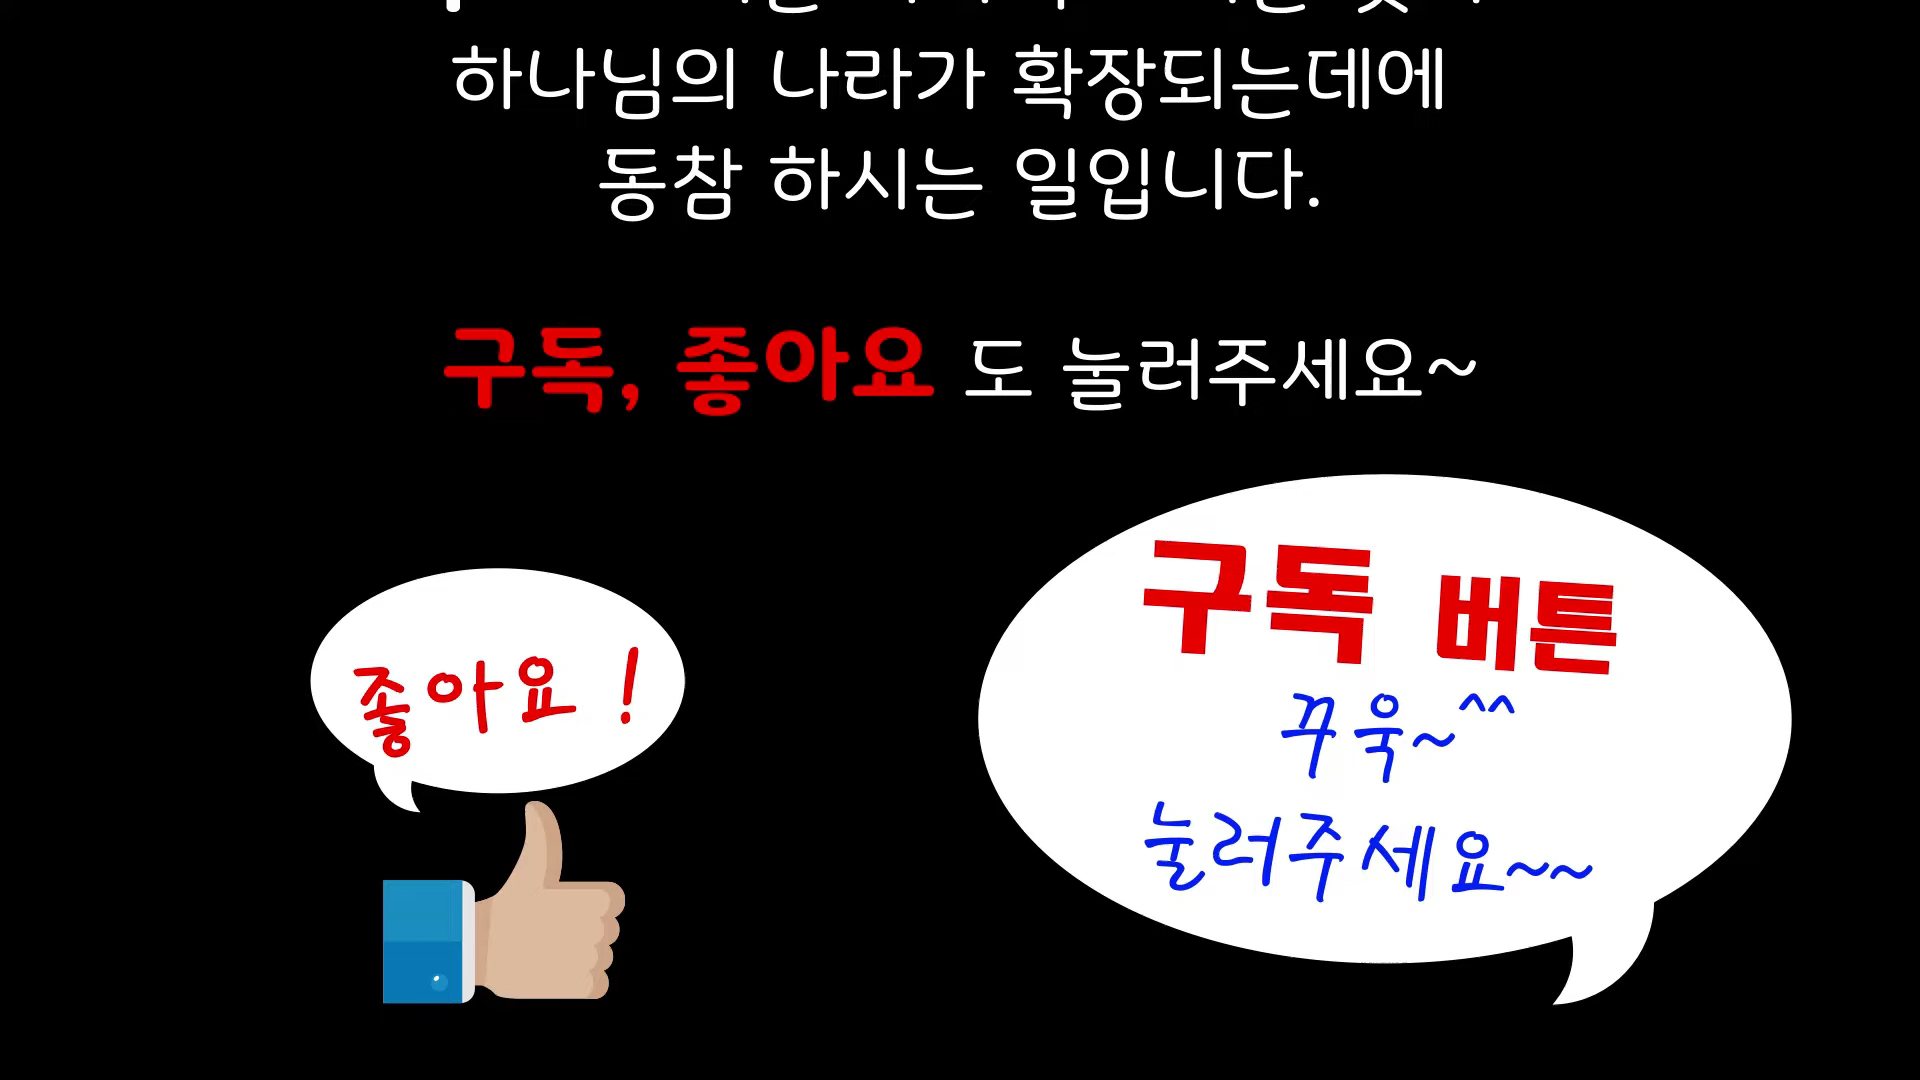 하나님의 나라가 확장되는데에
동참 하시는 일입니다.
구독, 좋아요 도 눌러주세요~
좋아요 !
구독 버튼
꾸욱~^^
눌러주세요~~